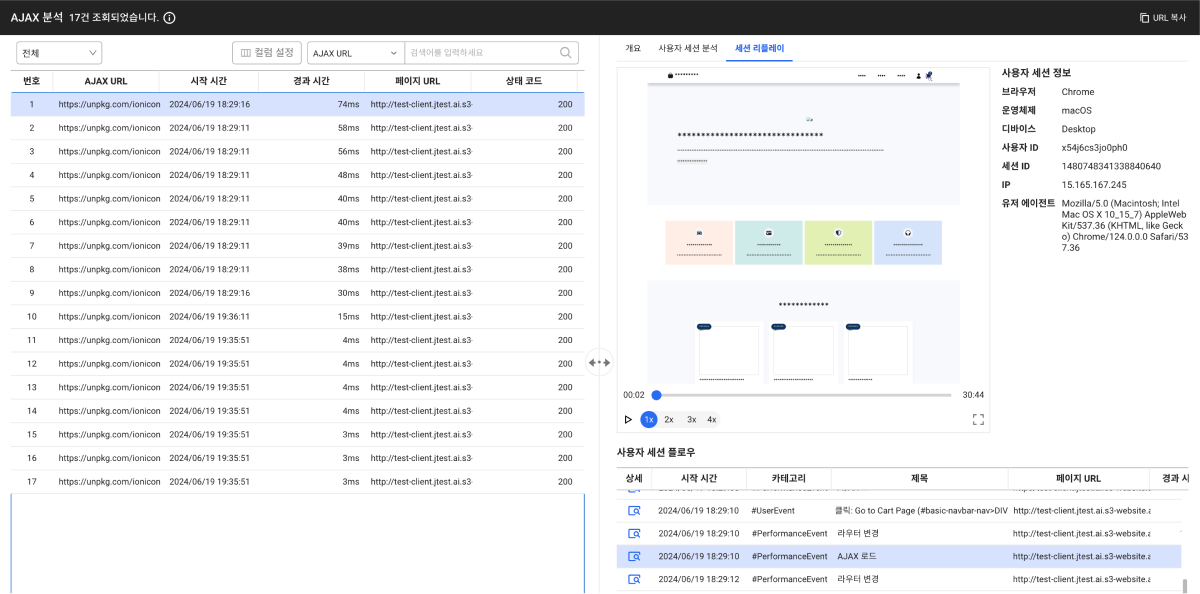 AJAX 분석 17건 조회되었습니다. URL 복사
전체 컬럼 설정 AJAX URL 검색어를 입력하세요
번호 AJAX URL 시작 시간 경과 시간 페이지 URL 상태 코드
1 https://unpkg.com/ionicon 2024/06/19 18:29:16 74ms http://test-client.jtest.ai.s3- 200
2 https://unpkg.com/ionicon 2024/06/19 18:29:11 58ms http://test-client.jtest.ai.s3- 200
3 https://unpkg.com/ionicon 2024/06/19 18:29:11 56ms http://test-client.jtest.ai.s3- 200
4 https://unpkg.com/ionicon 2024/06/19 18:29:11 48ms http://test-client.jtest.ai.s3- 200
5 https://unpkg.com/ionicon 2024/06/19 18:29:11 40ms http://test-client.jtest.ai.s3- 200
6 https://unpkg.com/ionicon 2024/06/19 18:29:11 40ms http://test-client.jtest.ai.s3- 200
7 https://unpkg.com/ionicon 2024/06/19 18:29:11 39ms http://test-client.jtest.ai.s3- 200
8 https://unpkg.com/ionicon 2024/06/19 18:29:11 38ms http://test-client.jtest.ai.s3- 200
9 https://unpkg.com/ionicon 2024/06/19 18:29:16 30ms http://test-client.jtest.ai.s3- 200
10 https://unpkg.com/ionicon 2024/06/19 19:36:11 15ms http://test-client.jtest.ai.s3- 200
11 https://unpkg.com/ionicon 2024/06/19 19:35:51 4ms http://test-client.jtest.ai.s3- 200
12 https://unpkg.com/ionicon 2024/06/19 19:35:51 4ms http://test-client.jtest.ai.s3- 200
13 https://unpkg.com/ionicon 2024/06/19 19:35:51 4ms http://test-client.jtest.ai.s3- 200
14 https://unpkg.com/ionicon 2024/06/19 19:35:51 4ms http://test-client.jtest.ai.s3- 200
15 https://unpkg.com/ionicon 2024/06/19 19:35:51 3ms http://test-client.jtest.ai.s3- 200
16 https://unpkg.com/ionicon 2024/06/19 19:35:51 3ms http://test-client.jtest.ai.s3- 200
17 https://unpkg.com/ionicon 2024/06/19 19:35:51 3ms http://test-client.jtest.ai.s3- 200
개요 사용자 세션 분석 세션 리플레이
00:02 30:44
1x 2x 3x 4x
사용자 세션 정보
브라우저 Chrome
운영체제 macOS
디바이스 Desktop
사용자 ID x54j6cs3jo0ph0
세션 ID 1480748341338840640
IP 15.165.167.245
유저 에이전트 Mozilla/5.0 (Macintosh; Intel
Mac OS X 10_15_7) AppleWeb
Kit/537.36 (KHTML, like Geck
o) Chrome/124.0.0.0 Safari/53
7.36
사용자 세션 플로우
상세 시작 시간 카테고리 제목 페이지 URL 경과 시
2024/06/19 18:29:10 #UserEvent 클릭: Go to Cart Page (#basic-navbar-nav>DIV http://test-client.jtest.ai.s3-website.a
2024/06/19 18:29:10 #PerformanceEvent 라우터 변경 http://test-client.jtest.ai.s3-website.a
2024/06/19 18:29:10 #PerformanceEvent AJAX 로드 http://test-client.jtest.ai.s3-website.a
2024/06/19 18:29:12 #PerformanceEvent 라우터 변경 http://test-client.jtest.ai.s3-website.a